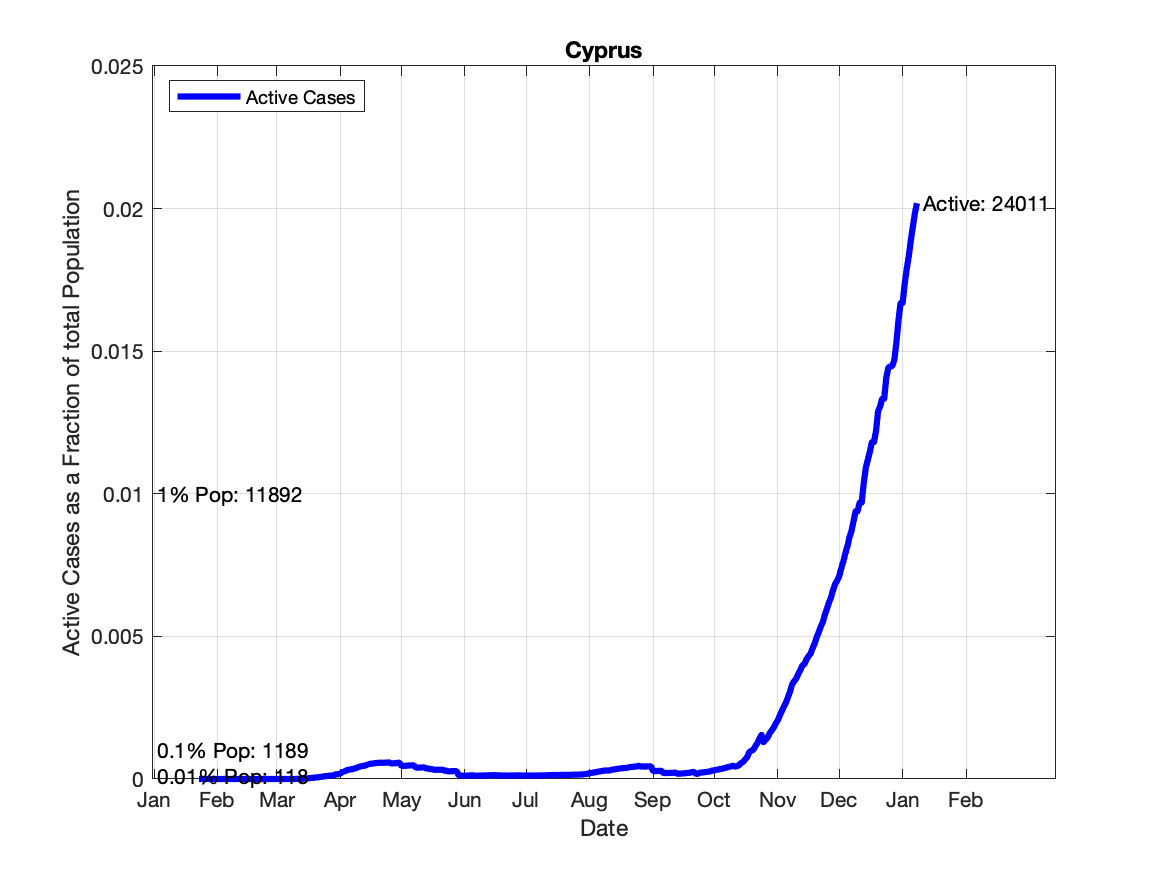 Cyprus
Active Cases
0.025
0.02
0.015
0.01
0.005
0
Active Cases as a Fraction of total Population
Active: 24011
1% Pop: 11892
0.1% Pop: 1189
0.01% Pop: 118
Jan Feb Mar Apr May Jun Jul Aug Sep Oct Nov Dec Jan Feb
Date